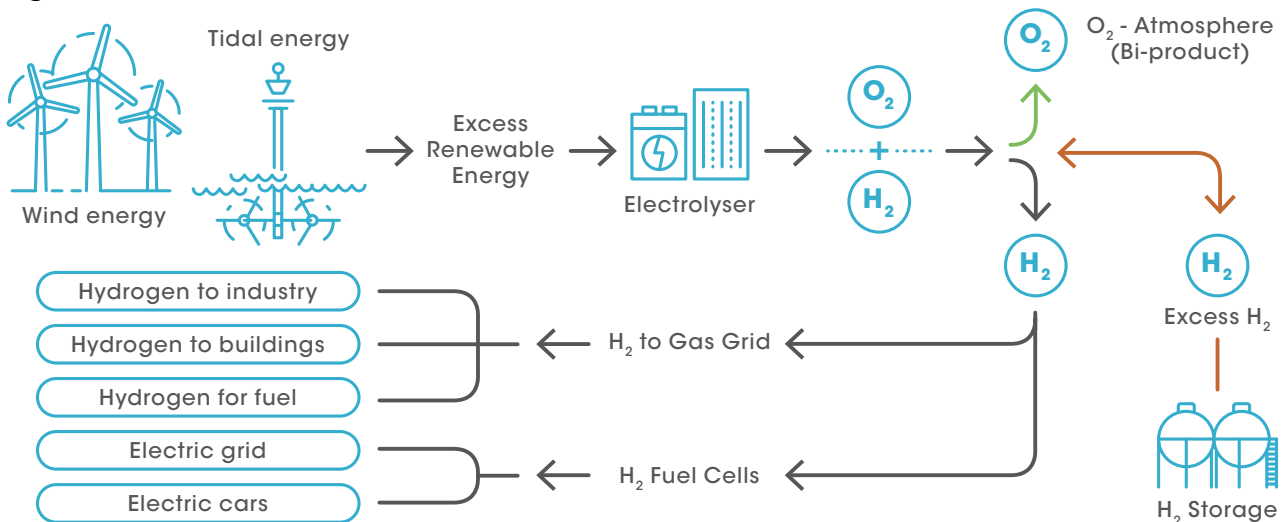 Tidal energy
Wind energy
Excess
Renewable
Energy
Electrolyser
O₂
+
H₂
O₂
O₂ - Atmosphere
(Bi-product)
H₂
H₂
Excess H₂
H₂ Storage
H₂ to Gas Grid
Hydrogen to industry
Hydrogen to buildings
Hydrogen for fuel
H₂ Fuel Cells
Electric grid
Electric cars